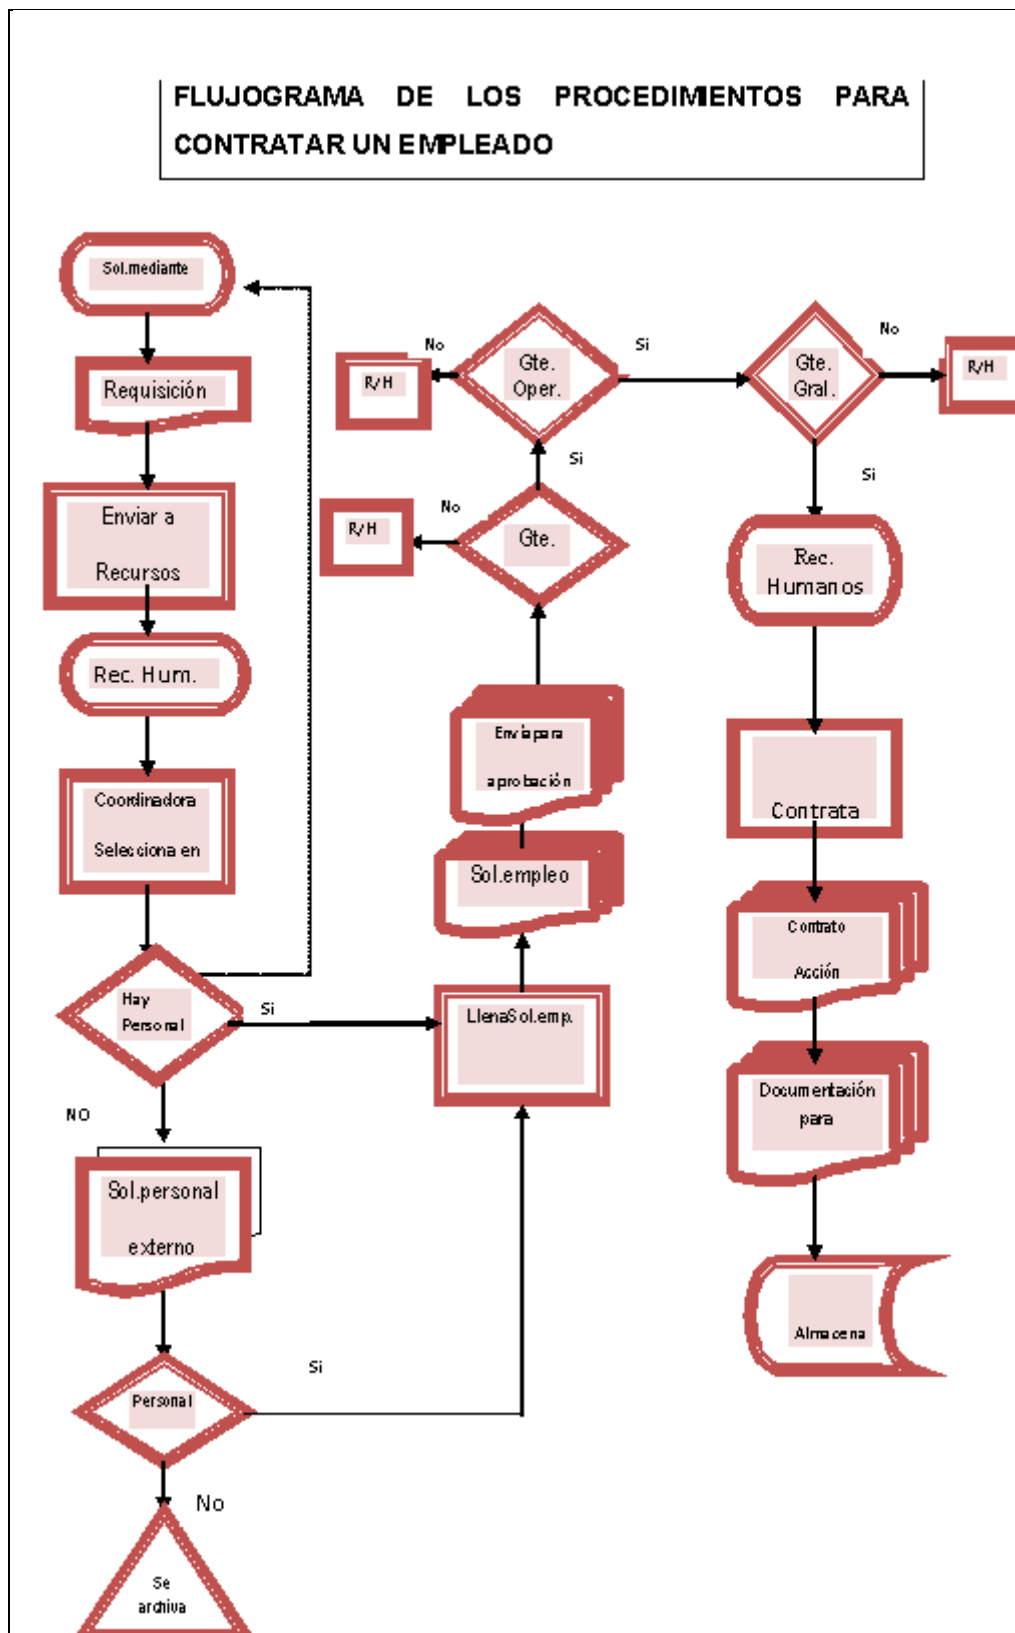 FLUJOGRAMA DE LOS PROCEDIMIENTOS PARA
CONTRATAR UN EMPLEADO
Sol.mediante
Requisición
Enviar a
Recursos
Rec. Hum.
Coordinadora
Selecciona en
Hay
Personal
Si
NO
Sol.personal
externo
Personal
Si
No
Se
archiva
LlenaSol.emp.
Sol.empleo
Envía para
aprobación
Gte.
No
R/H
Si
Gte.
Oper.
No
R/H
Si
Gte.
Gral.
No
R/H
Si
Rec.
Humanos
Contrata
Contrato
Acción
Documentación
para
Almacena